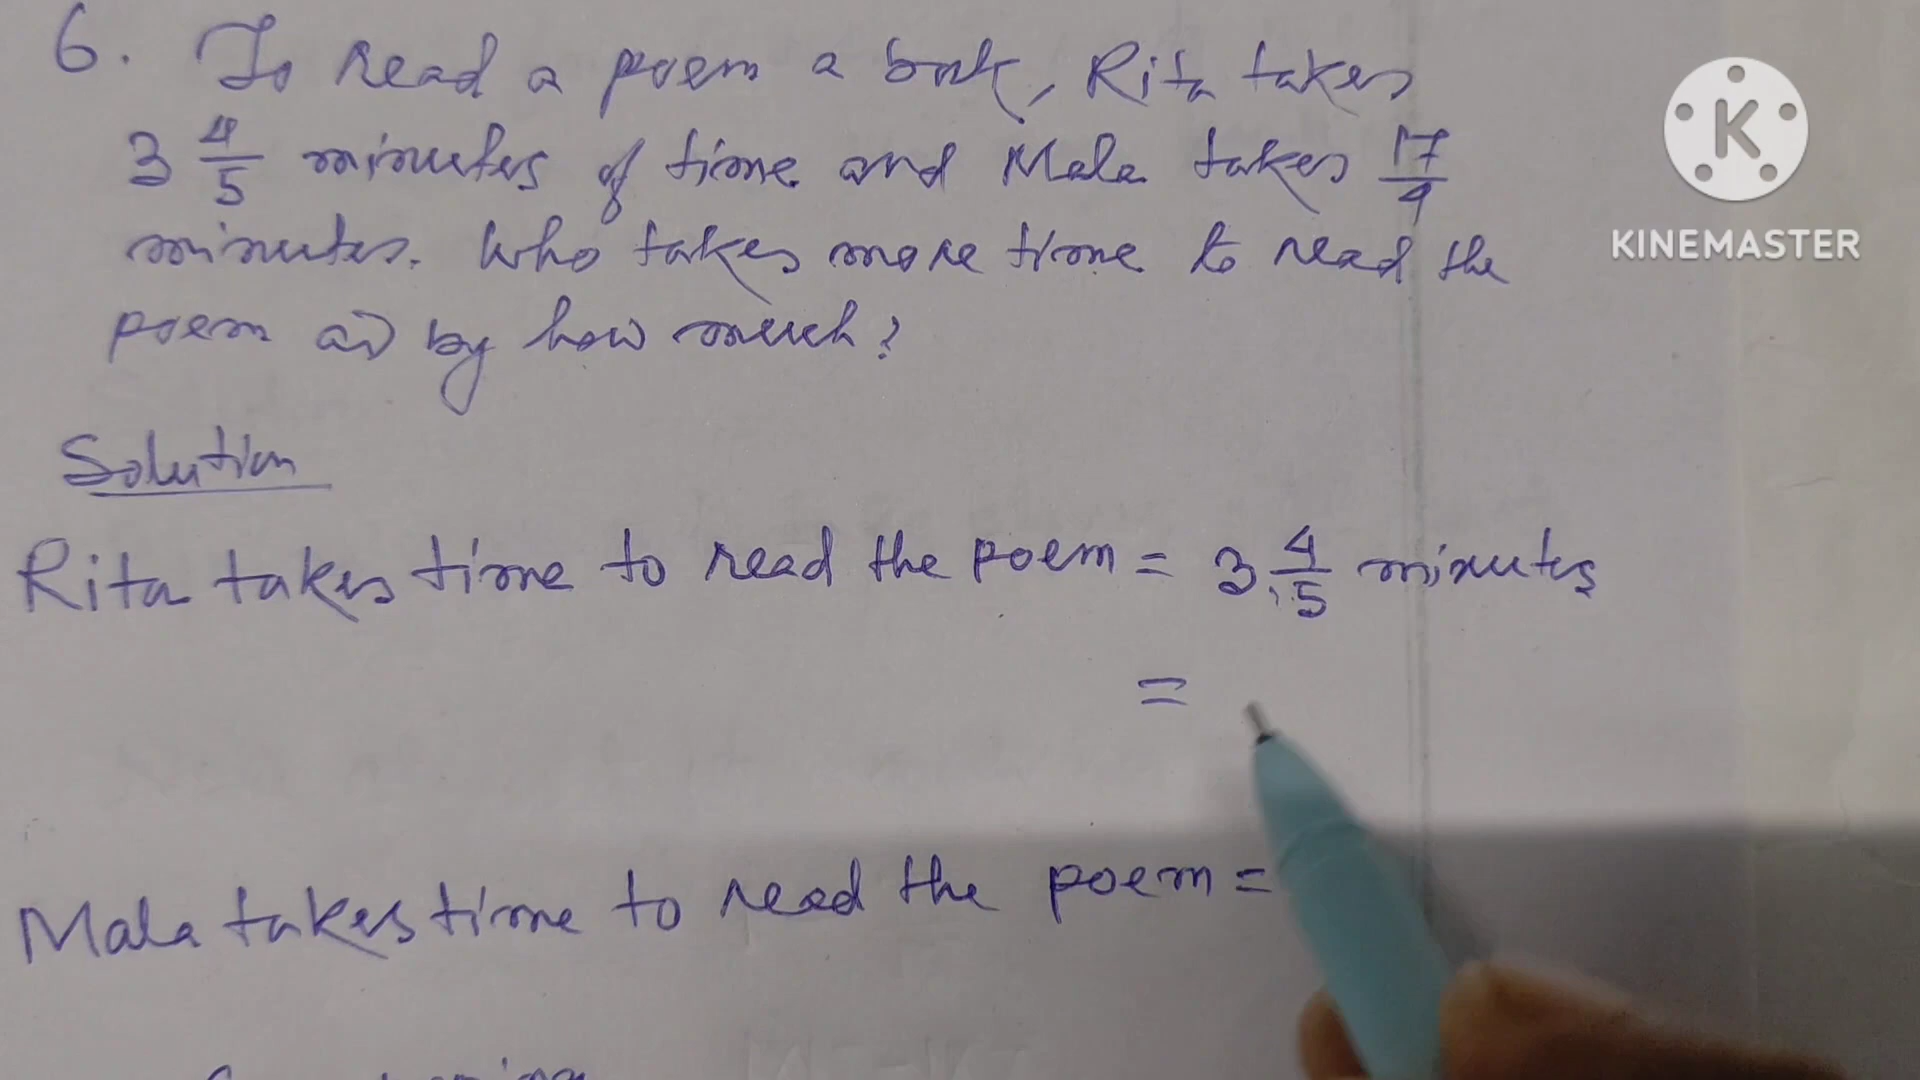 6. To read a poem a book, Rita takes
3 4/5 minutes of time and Mala takes 17/4
minutes. Who takes more time to read the
poem ad by how much?
Solution
Rita takes time to read the poem = 3 4/5 minutes
=
Mala takes time to read the poem =
K
KINEMASTER